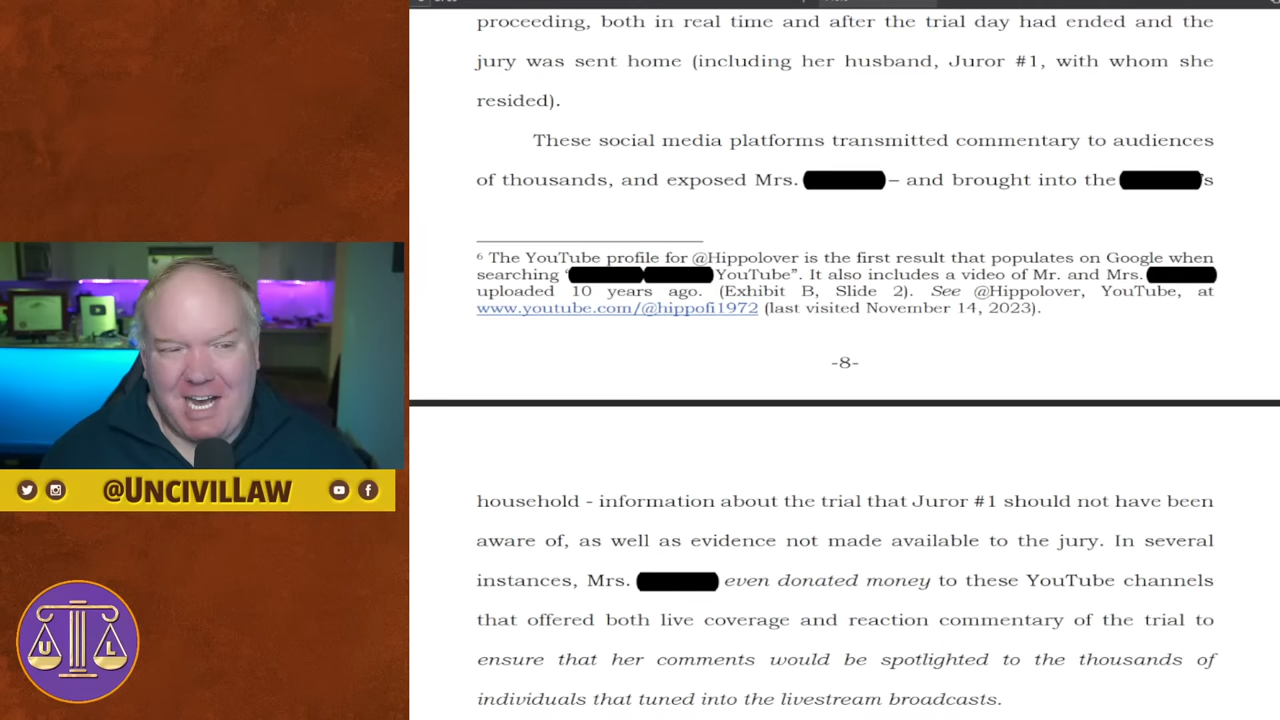 proceeding, both in real time and after the trial day had ended and the
jury was sent home (including her husband, Juror #1, with whom she
resided).
These social media platforms transmitted commentary to audiences
of thousands, and exposed Mrs. – and brought into the 's
6 The YouTube profile for @Hippolover is the first result that populates on Google when
searching “ YouTube”. It also includes a video of Mr. and Mrs.
uploaded 10 years ago. (Exhibit B, Slide 2). See @Hippolover, YouTube, at
www.youtube.com/@hippofi1972 (last visited November 14, 2023).
-8-
household - information about the trial that Juror #1 should not have been
aware of, as well as evidence not made available to the jury. In several
instances, Mrs. even donated money to these YouTube channels
that offered both live coverage and reaction commentary of the trial to
ensure that her comments would be spotlighted to the thousands of
individuals that tuned into the livestream broadcasts.
@UNCIVILLAW
U L